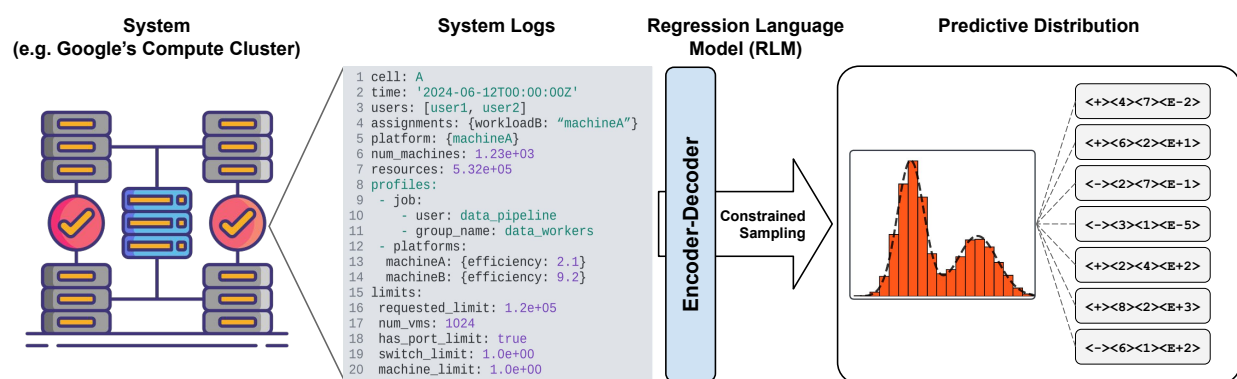 System
(e.g. Google's Compute Cluster)
System Logs
Regression Language
Model (RLM)
Predictive Distribution
1 cell: A
2 time: '2024-06-12T00:00:00Z'
3 users: [user1, user2]
4 assignments: {workloadB: “machineA”}
5 platform: {machineA}
6 num_machines: 1.23e+03
7 resources: 5.32e+05
8 profiles:
9 - job:
10 - user: data_pipeline
11 - group_name: data_workers
12 - platforms:
13 machineA: {efficiency: 2.1}
14 machineB: {efficiency: 9.2}
15 limits:
16 requested_limit: 1.2e+05
17 num_vms: 1024
18 has_port_limit: true
19 switch_limit: 1.0e+00
20 machine_limit: 1.0e+00
Encoder-Decoder
Constrained
Sampling
<+><4><7><E-2>
<+><6><2><E+1>
<-><2><7><E-1>
<-><3><1><E-5>
<+><2><4><E+2>
<+><8><2><E+3>
<-><6><1><E+2>